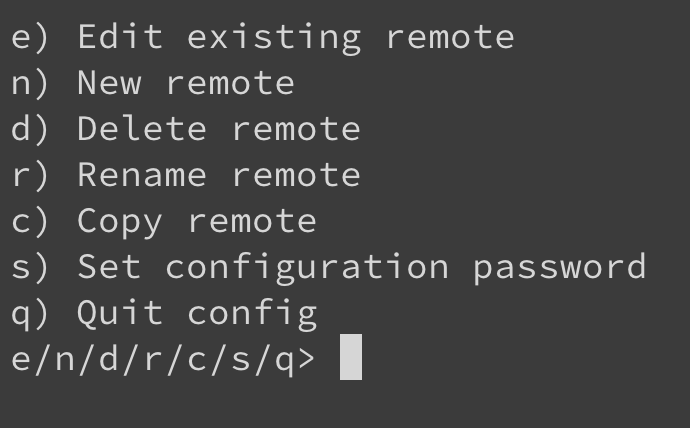 e) Edit existing remote
n) New remote
d) Delete remote
r) Rename remote
c) Copy remote
s) Set configuration password
q) Quit config
e/n/d/r/c/s/q>